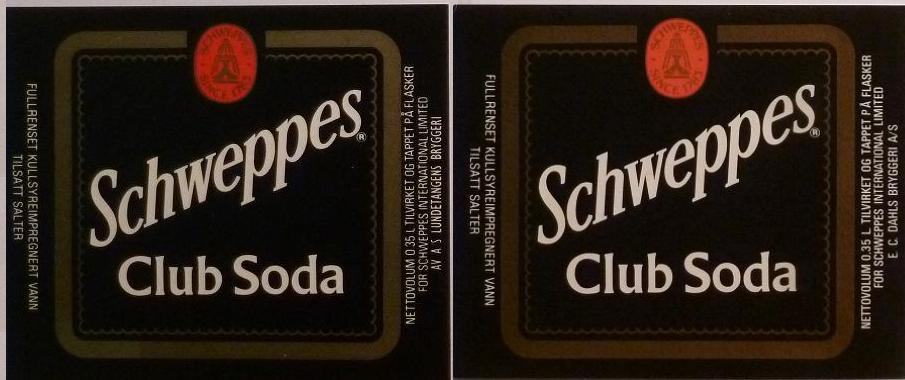 SCHWEPPES
SINCE 1783
Schweppes®
Club Soda
FULLRENSET KULLSYREIMPREGNERT VANN
TILSATT SALTER
NETTOVOLUM 0,35 L TILVIRKET OG TAPPET PÅ FLASKER
FOR SCHWEPPES INTERNATIONAL LIMITED
AV A S LUNDETANGENS BRYGGERI
SCHWEPPES
SINCE 1783
Schweppes®
Club Soda
FULLRENSET KULLSYREIMPREGNERT VANN
TILSATT SALTER
NETTOVOLUM 0.35 L TILVIRKET OG TAPPET PÅ FLASKER
FOR SCHWEPPES INTERNATIONAL LIMITED
E. C. DAHLS BRYGGERI A/S